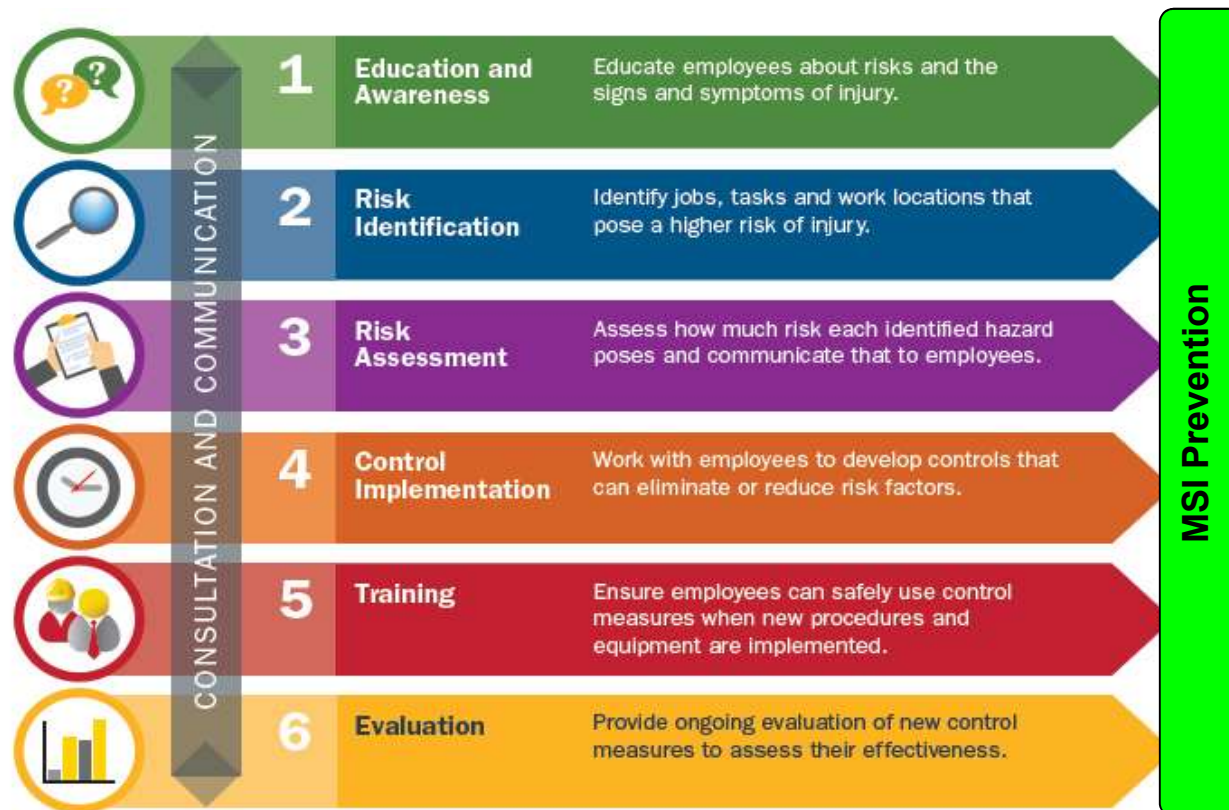 CONSULTATION AND COMMUNICATION
1
Education and
Awareness
Educate employees about risks and the
signs and symptoms of injury.
2
Risk
Identification
Identify jobs, tasks and work locations that
pose a higher risk of injury.
3
Risk
Assessment
Assess how much risk each identified hazard
poses and communicate that to employees.
4
Control
Implementation
Work with employees to develop controls that
can eliminate or reduce risk factors.
5
Training
Ensure employees can safely use control
measures when new procedures and
equipment are implemented.
6
Evaluation
Provide ongoing evaluation of new control
measures to assess their effectiveness.
MSI Prevention
? ?